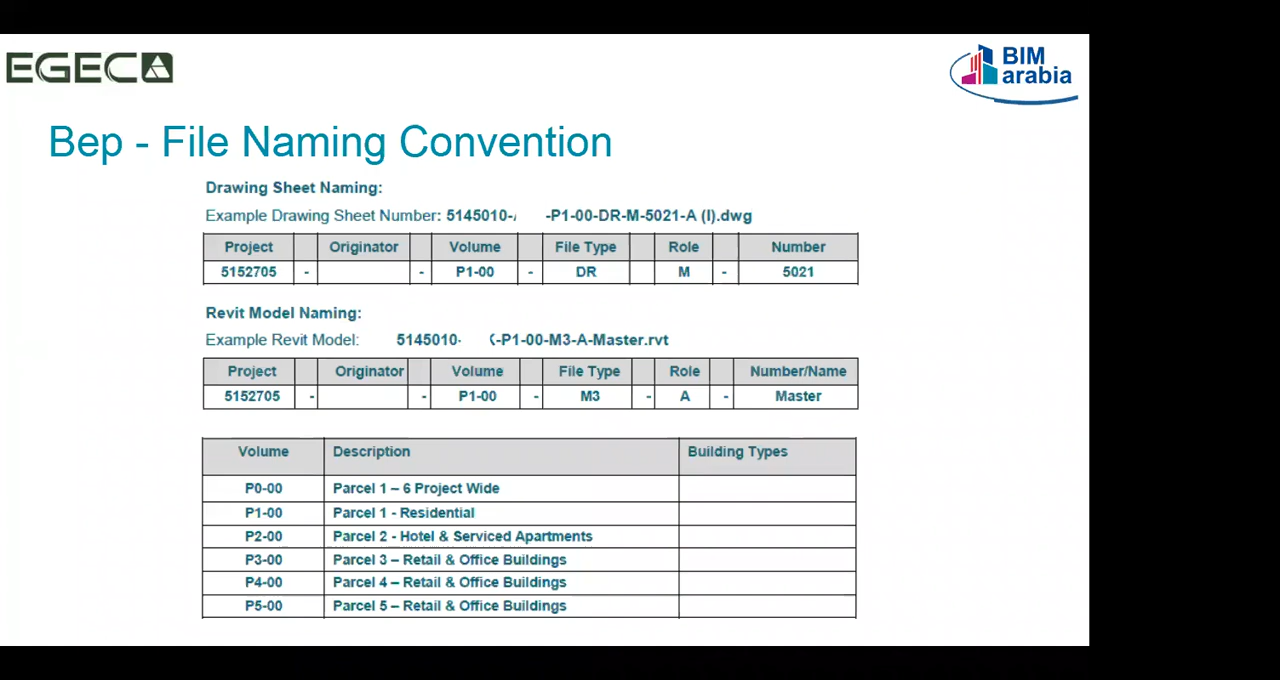 EGEC
BIM
arabia
Bep - File Naming Convention
Drawing Sheet Naming:
Example Drawing Sheet Number: 5145010- -P1-00-DR-M-5021-A (I).dwg
Project Originator Volume File Type Role Number
5152705 - - P1-00 - DR M - 5021
Revit Model Naming:
Example Revit Model: 5145010- -P1-00-M3-A-Master.rvt
Project Originator Volume File Type Role Number/Name
5152705 - - P1-00 - M3 - A - Master
Volume Description Building Types
P0-00 Parcel 1 – 6 Project Wide
P1-00 Parcel 1 - Residential
P2-00 Parcel 2 - Hotel & Serviced Apartments
P3-00 Parcel 3 – Retail & Office Buildings
P4-00 Parcel 4 – Retail & Office Buildings
P5-00 Parcel 5 – Retail & Office Buildings